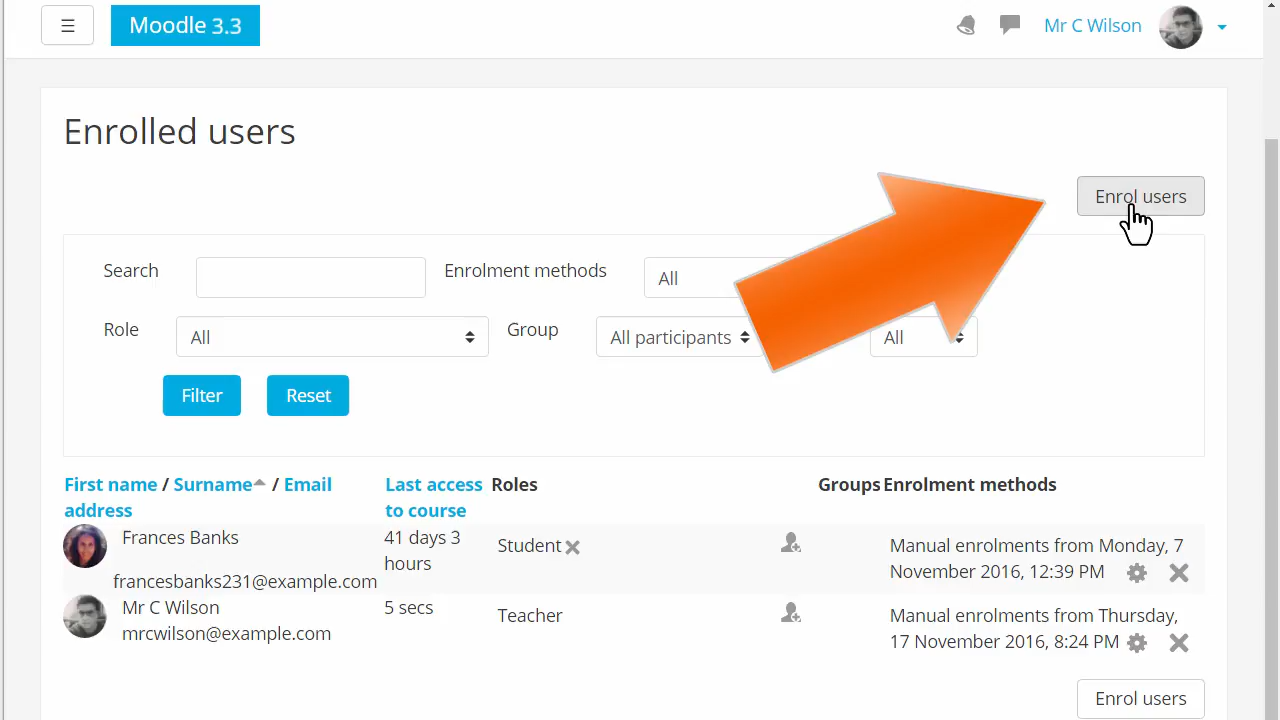 Moodle 3.3
Mr C Wilson
Enrolled users
Enrol users
Search
Enrolment methods
All
Role
All
Group
All participants
All
Filter
Reset
First name / Surname / Email
address
Last access
to course
Roles
Groups
Enrolment methods
Frances Banks
francesbanks231@example.com
41 days 3
hours
Student
Manual enrolments from Monday, 7
November 2016, 12:39 PM
Mr C Wilson
mrcwilson@example.com
5 secs
Teacher
Manual enrolments from Thursday,
17 November 2016, 8:24 PM
Enrol users